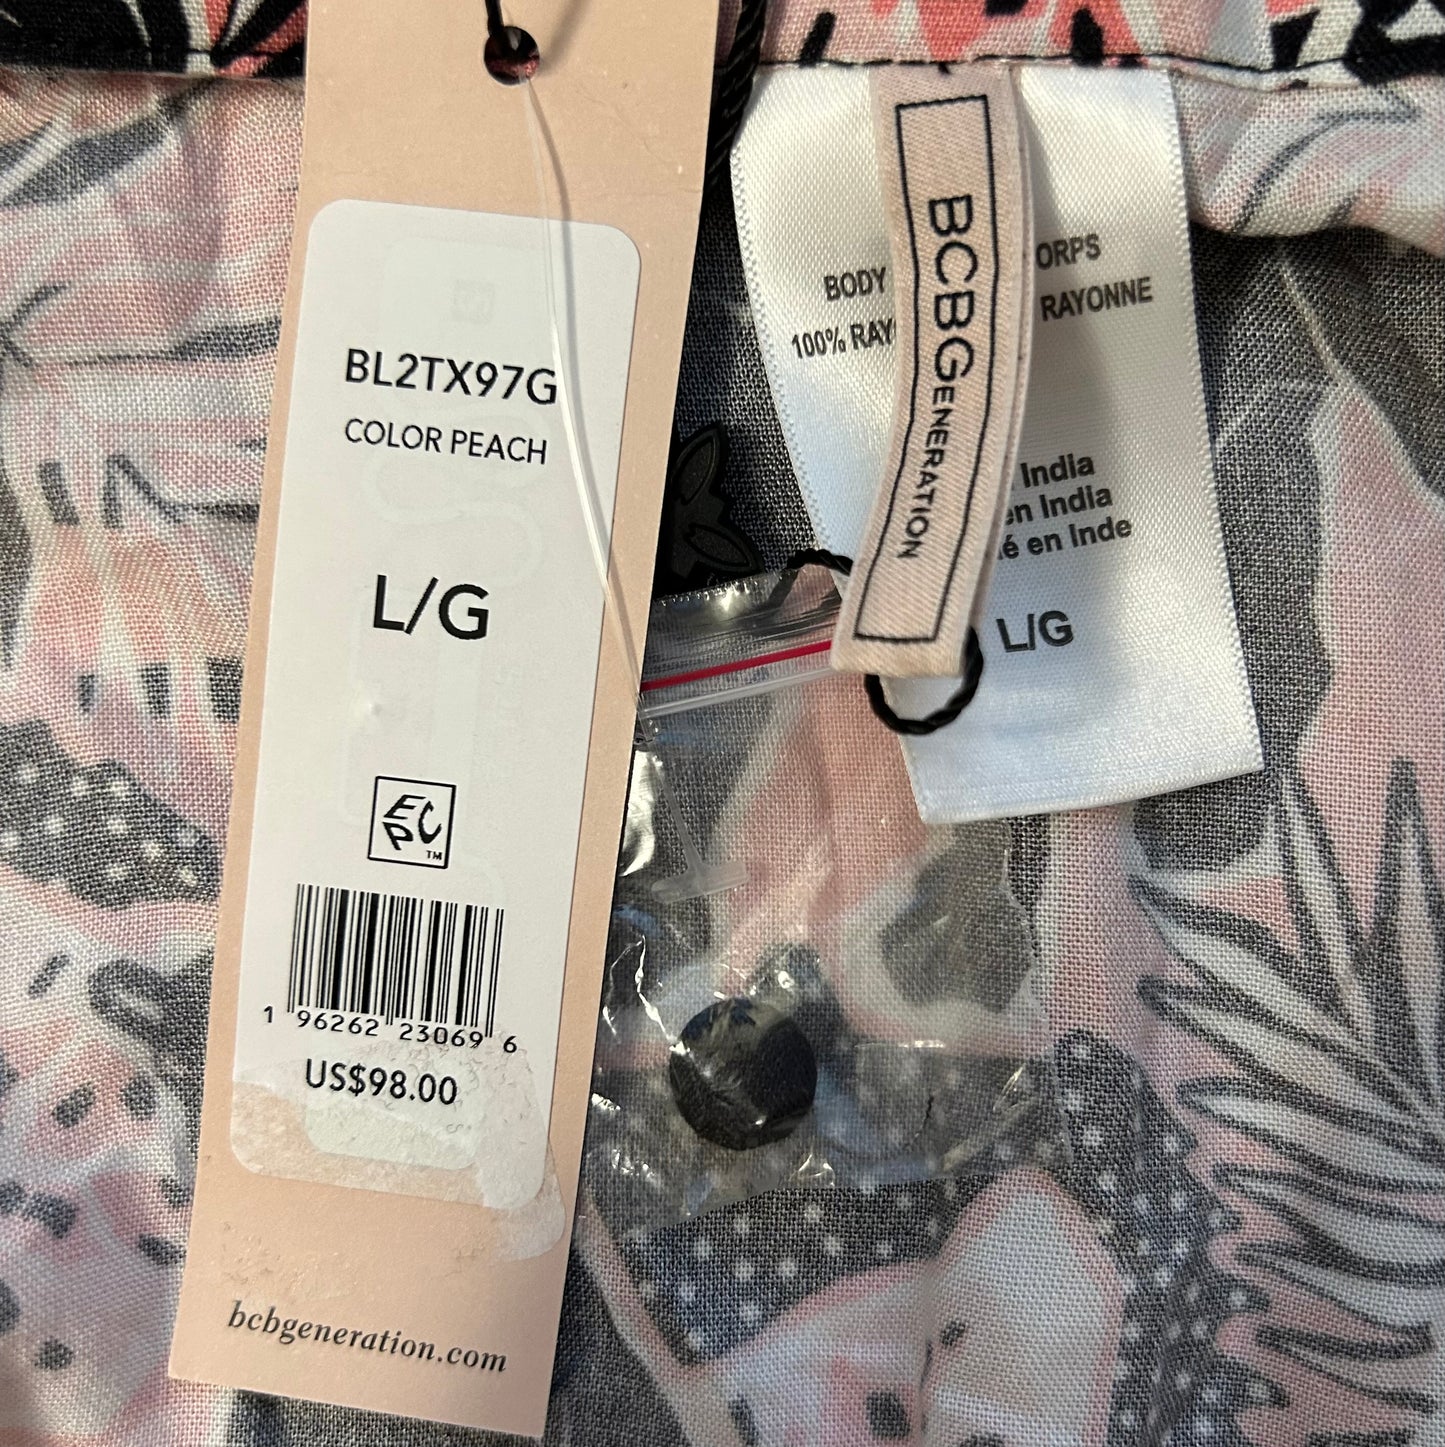 BL2TX97G
COLOR PEACH
L/G
EPC™
1 96262 23069 6
US$98.00
bcbgeneration.com
BCBGENERATION
BODY ORPS
100% RAY RAYONNE
India
en India
é en Inde
L/G